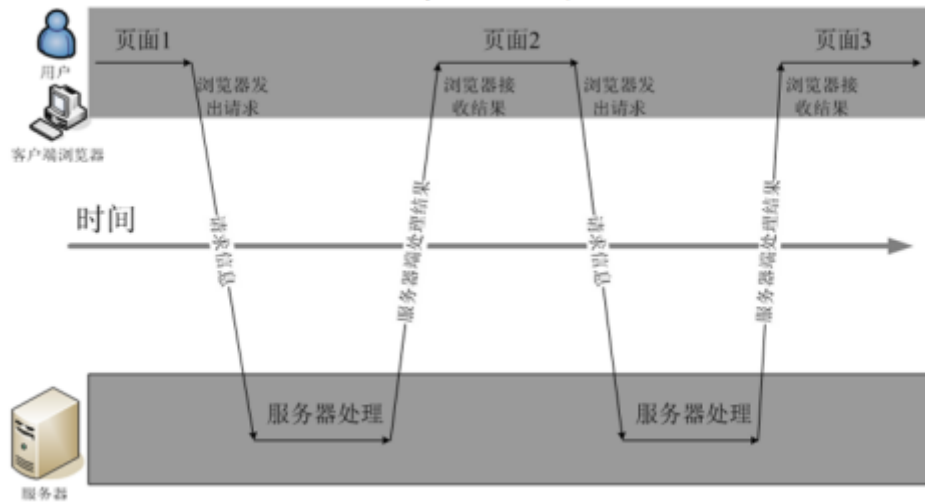 页面1
页面2
页面3
用户
浏览器发
出请求
浏览器接
收结果
浏览器发
出请求
浏览器接
收结果
客户端浏览器
时间
请求信息
服务器端处理结果
请求信息
服务器端处理结果
服务器处理
服务器处理
服务器